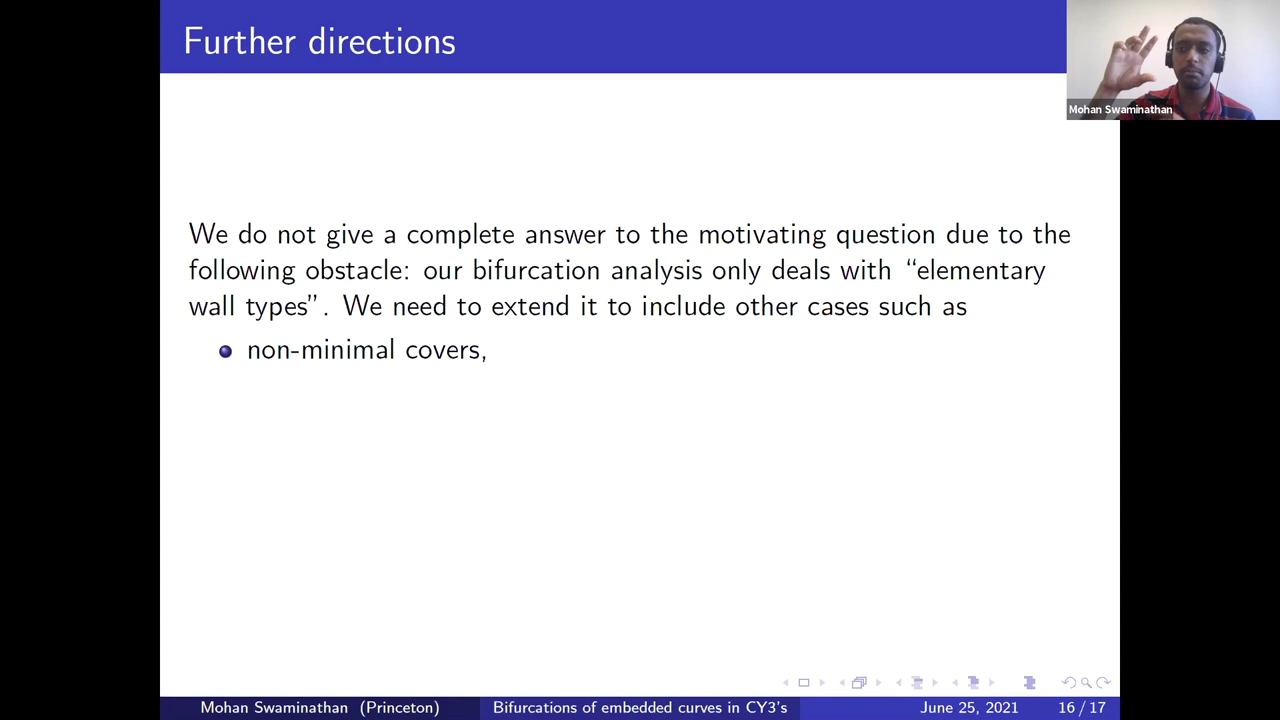 Further directions
Mohan Swaminathan
We do not give a complete answer to the motivating question due to the
following obstacle: our bifurcation analysis only deals with “elementary
wall types”. We need to extend it to include other cases such as
non-minimal covers,
Mohan Swaminathan (Princeton)
Bifurcations of embedded curves in CY3's
June 25, 2021
16 / 17